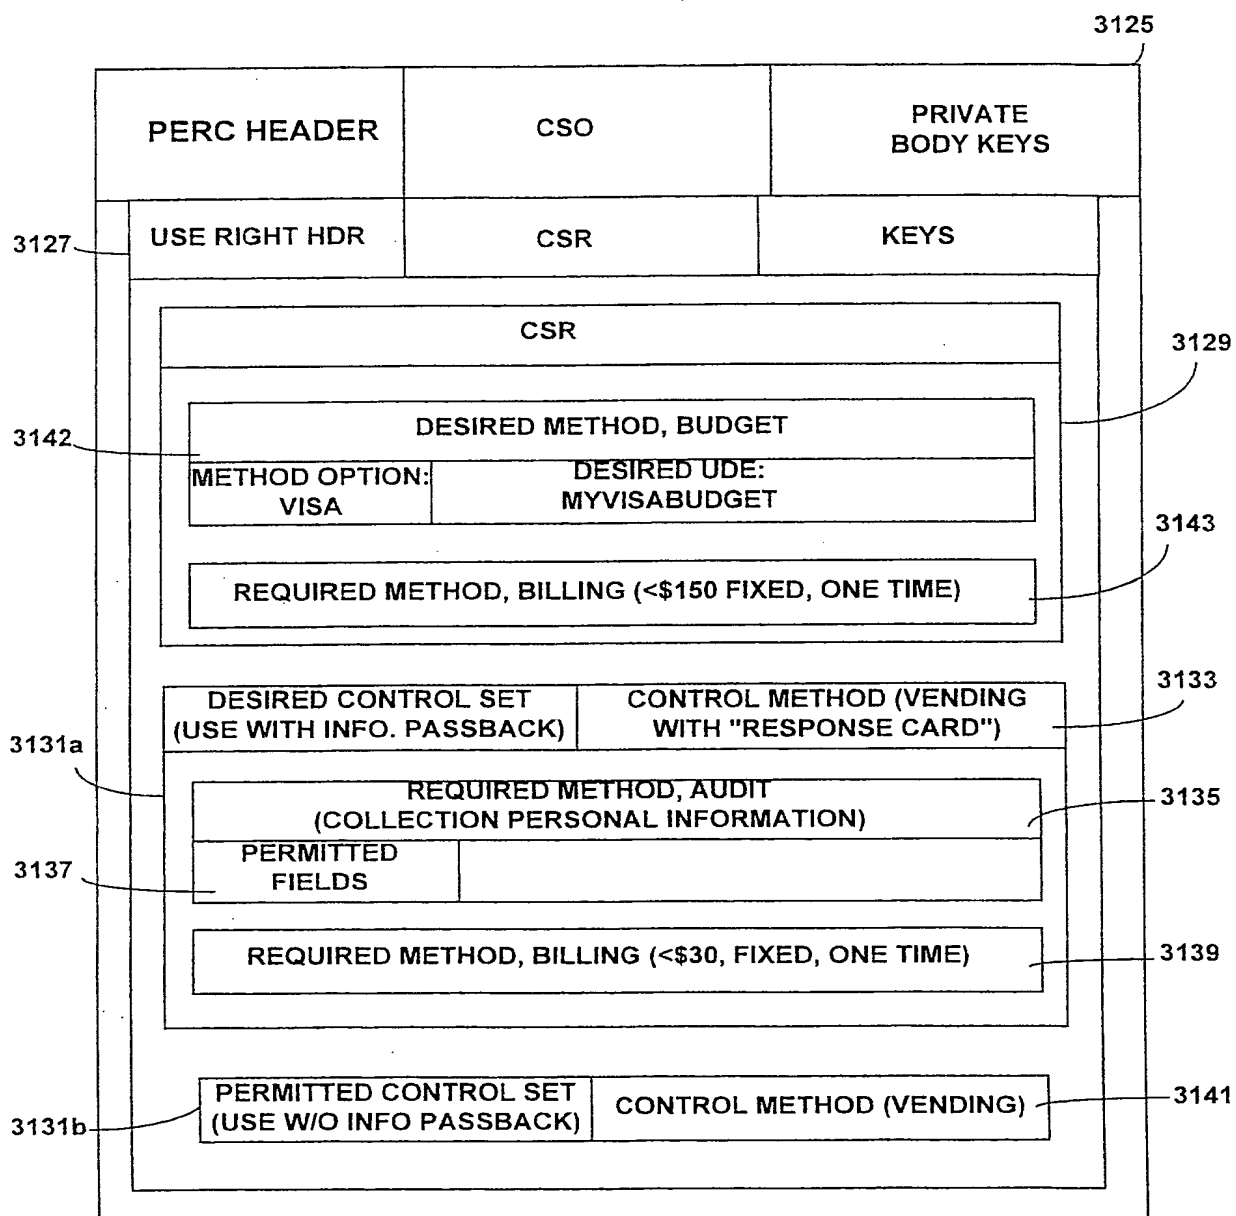 3125
PERC HEADER
CSO
PRIVATE
BODY KEYS
3127
USE RIGHT HDR
CSR
KEYS
CSR
3129
DESIRED METHOD, BUDGET
3142
METHOD OPTION:
VISA
DESIRED UDE:
MYVISABUDGET
3143
REQUIRED METHOD, BILLING (<$150 FIXED, ONE TIME)
DESIRED CONTROL SET
(USE WITH INFO. PASSBACK)
CONTROL METHOD (VENDING
WITH "RESPONSE CARD")
3133
3131a
REQUIRED METHOD, AUDIT
(COLLECTION PERSONAL INFORMATION)
3135
3137
PERMITTED
FIELDS
REQUIRED METHOD, BILLING (<$30, FIXED, ONE TIME)
3139
PERMITTED CONTROL SET
(USE W/O INFO PASSBACK)
CONTROL METHOD (VENDING)
3141
3131b